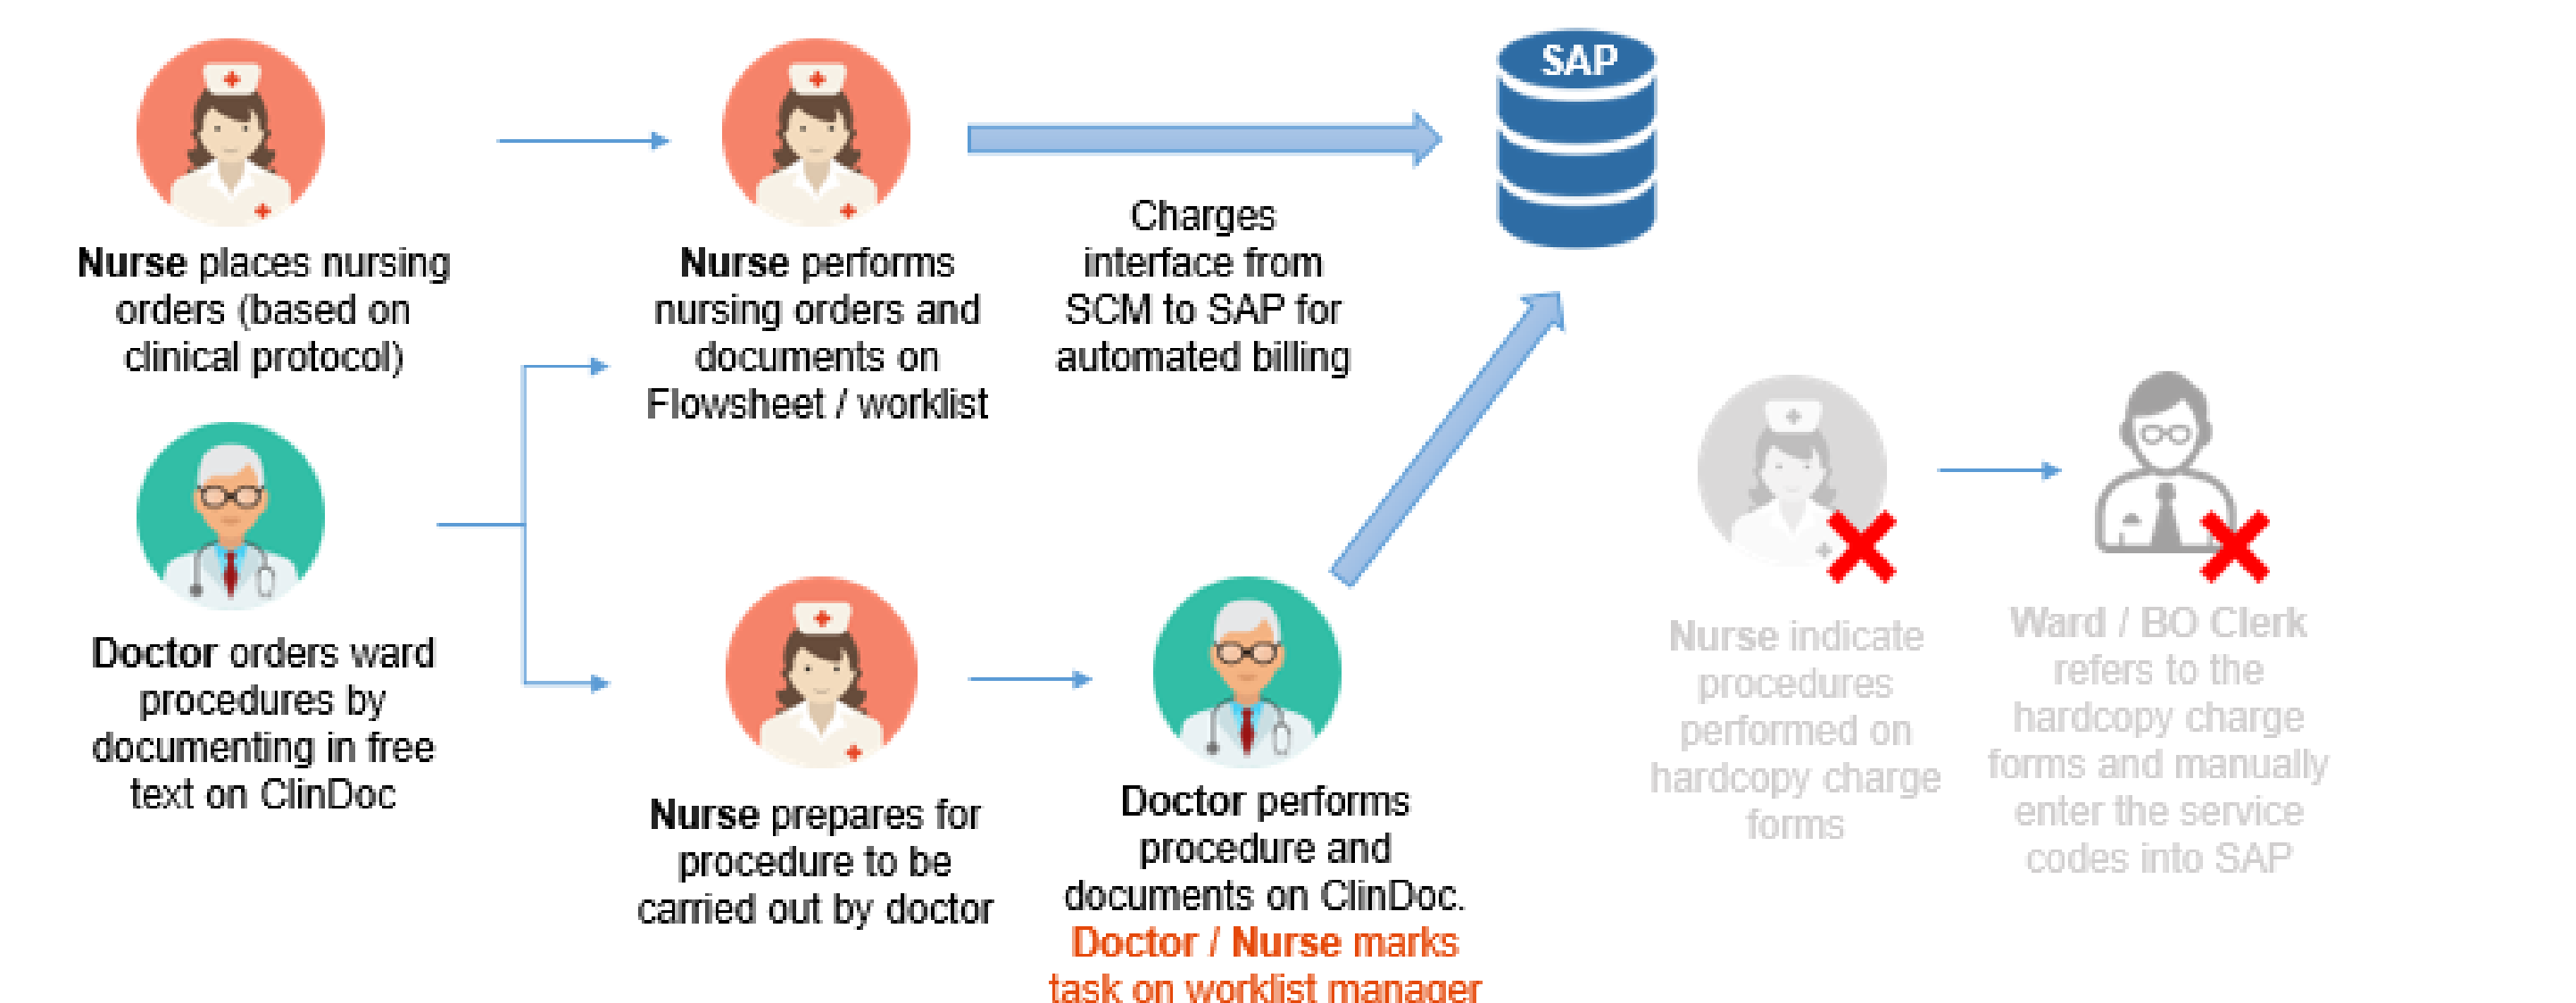 SAP
Nurse places nursing
orders (based on
clinical protocol)
Nurse performs
nursing orders and
documents on
Flowsheet / worklist
Charges
interface from
SCM to SAP for
automated billing
Doctor orders ward
procedures by
documenting in free
text on ClinDoc
Nurse prepares for
procedure to be
carried out by doctor
Doctor performs
procedure and
documents on ClinDoc.
Doctor / Nurse marks
task on worklist manager
Nurse indicate
procedures
performed on
hardcopy charge
forms
Ward / BO Clerk
refers to the
hardcopy charge
forms and manually
enter the service
codes into SAP